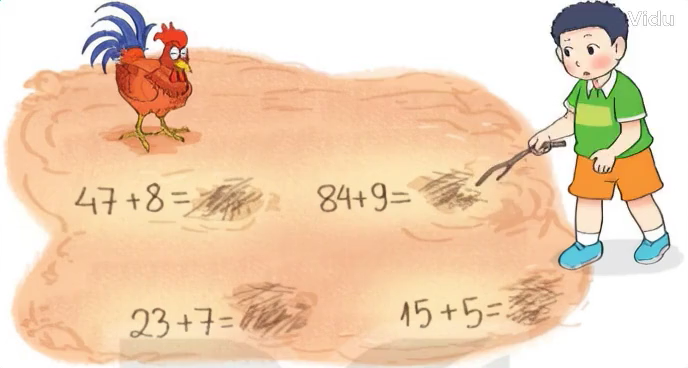 Vidu
47+8=
84+9=
23+7=
15+5=